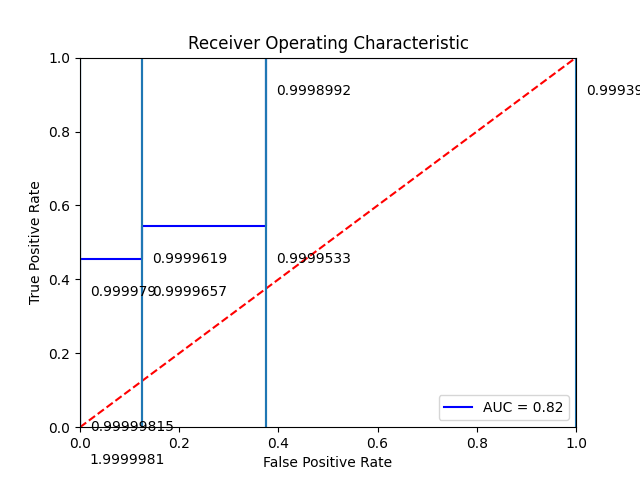 Receiver Operating Characteristic
True Positive Rate
1.0
0.9998992
0.8
0.6
0.9999619
0.9999533
0.4
0.999979
0.9999657
0.2
AUC = 0.82
0.0
0.99999815
0.0 0.2 0.4 0.6 0.8 1.0
1.9999981
False Positive Rate